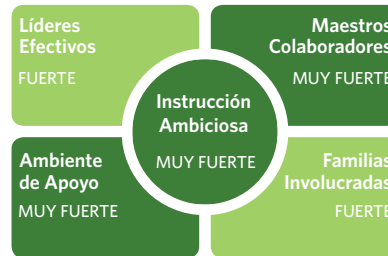 Líderes
Efectivos
FUERTE
Maestros
Colaboradores
MUY FUERTE
Instrucción
Ambiciosa
MUY FUERTE
Ambiente
de Apoyo
MUY FUERTE
Familias
Involucradas
FUERTE